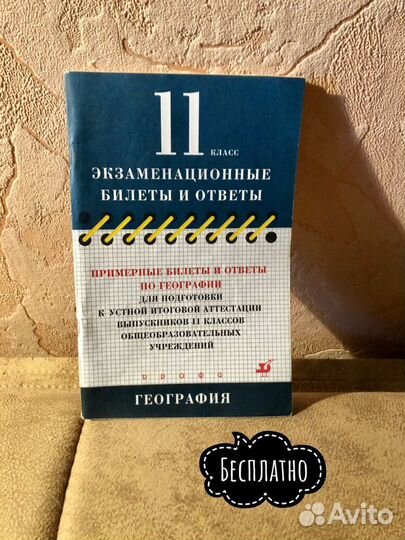 11
КЛАСС
ЭКЗАМЕНАЦИОННЫЕ
БИЛЕТЫ И ОТВЕТЫ
ПРИМЕРНЫЕ БИЛЕТЫ И ОТВЕТЫ
ПО ГЕОГРАФИИ
ДЛЯ ПОДГОТОВКИ
К УСТНОЙ ИТОГОВОЙ АТТЕСТАЦИИ
ВЫПУСКНИКОВ 11 КЛАССОВ
ОБЩЕОБРАЗОВАТЕЛЬНЫХ
УЧРЕЖДЕНИЙ
дрофа
ГЕОГРАФИЯ
БЕСПЛАТНО
Avito